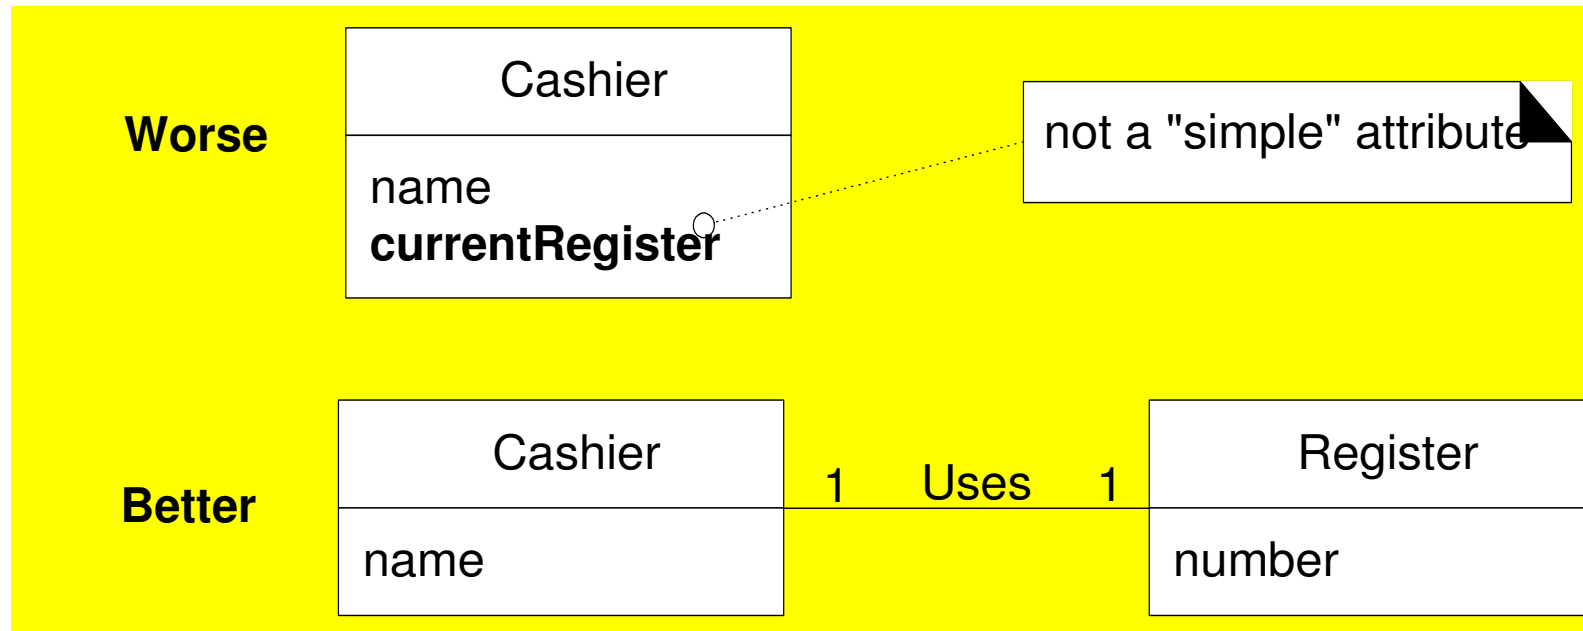 Cashier
Worse
not a "simple" attribute
name
currentRegister
Cashier
Register
1 Uses 1
Better
name
number